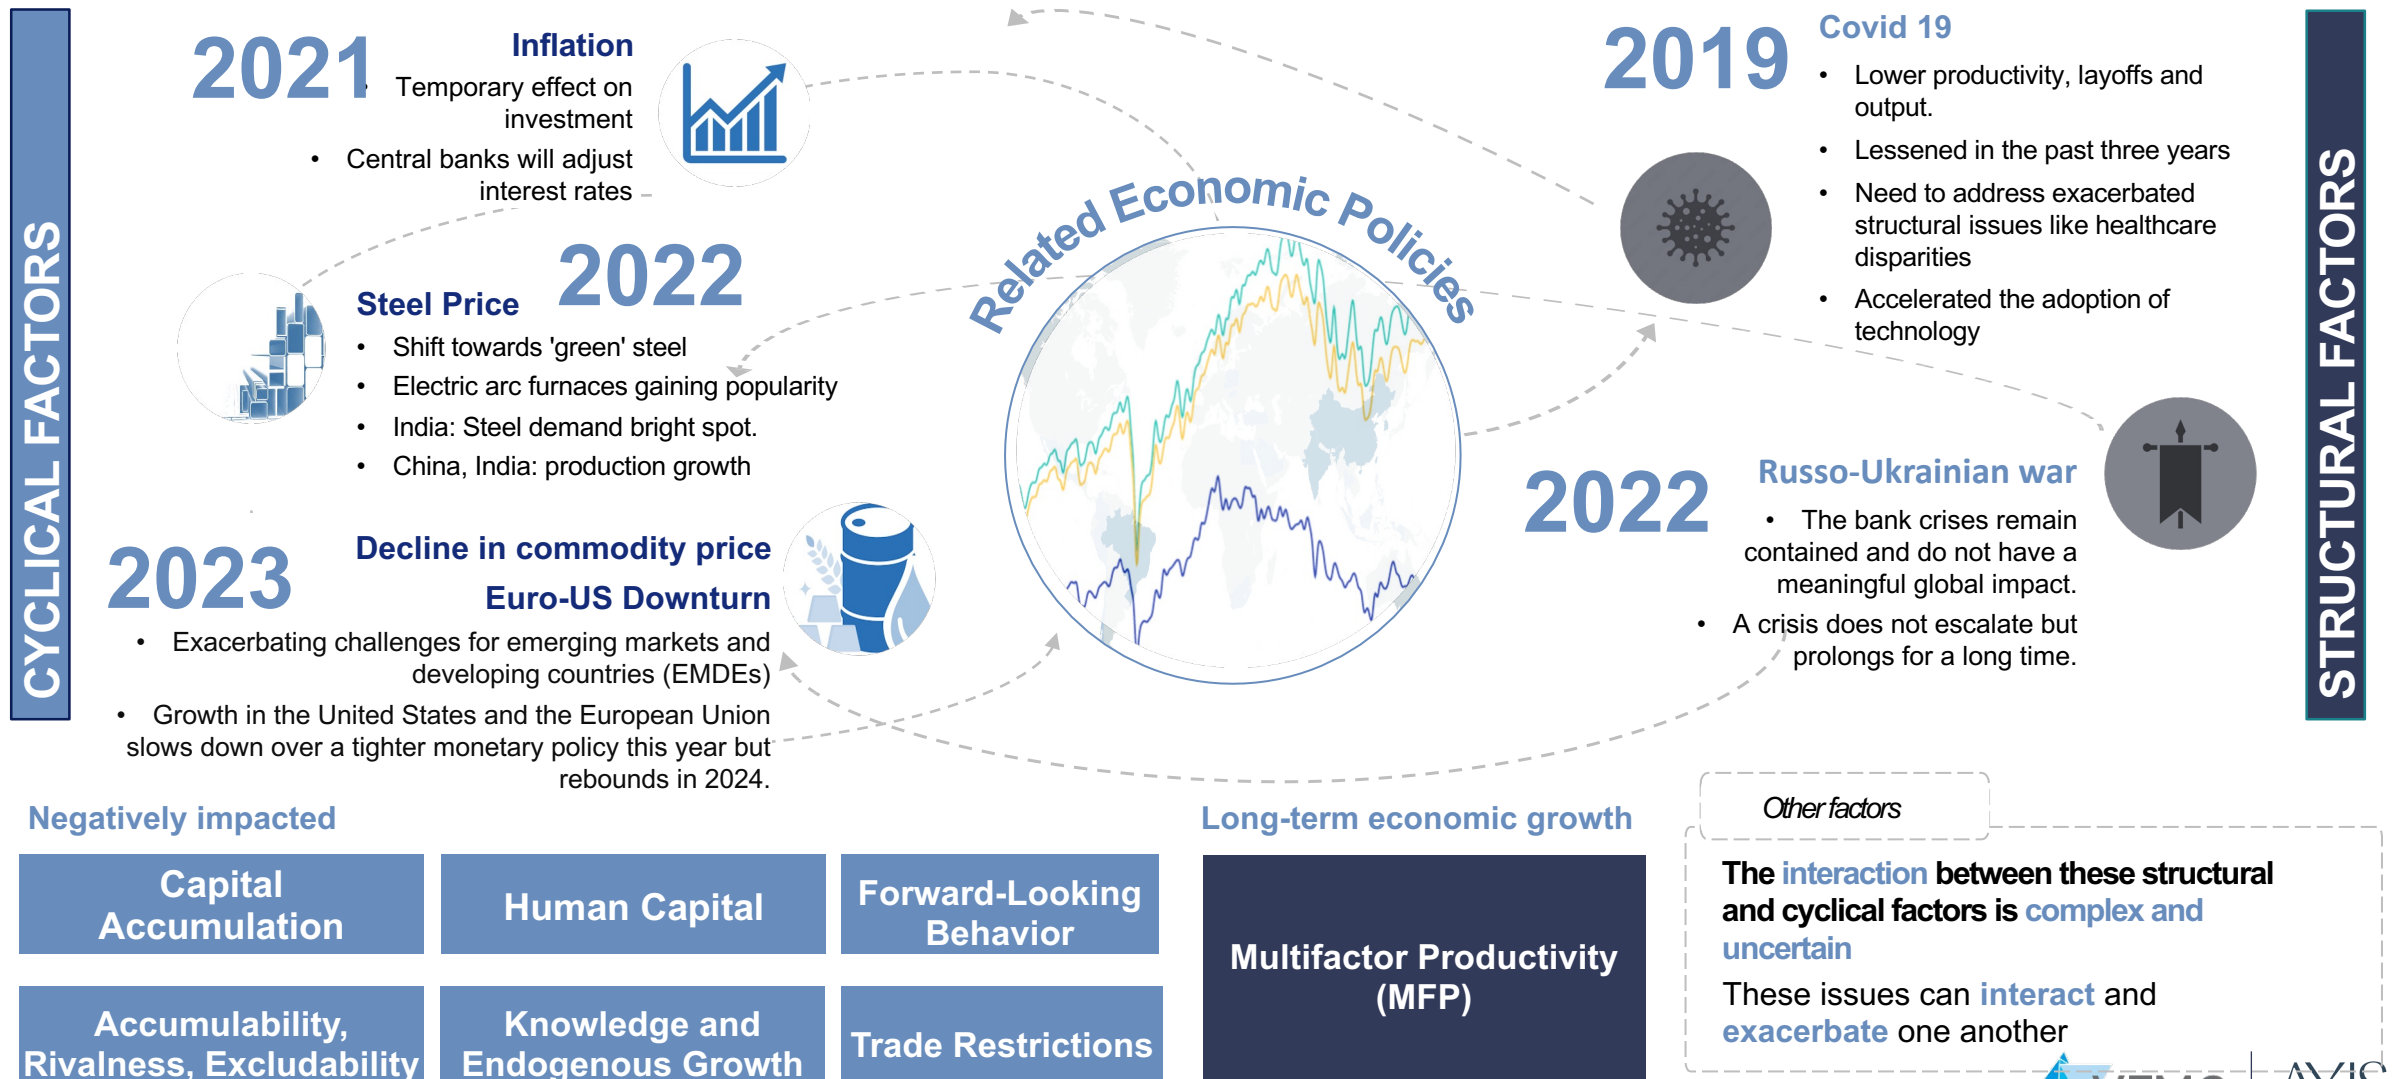 CYCLICAL FACTORS
2021
Inflation
• Temporary effect on
investment
• Central banks will adjust
interest rates
2022
Steel Price
• Shift towards 'green' steel
• Electric arc furnaces gaining popularity
• India: Steel demand bright spot.
• China, India: production growth
2023
Decline in commodity price
Euro-US Downturn
• Exacerbating challenges for emerging markets and
developing countries (EMDEs)
• Growth in the United States and the European Union
slows down over a tighter monetary policy this year but
rebounds in 2024.
Related Economic Policies
2019
Covid 19
• Lower productivity, layoffs and
output.
• Lessened in the past three years
• Need to address exacerbated
structural issues like healthcare
disparities
• Accelerated the adoption of
technology
2022
Russo-Ukrainian war
• The bank crises remain
contained and do not have a
meaningful global impact.
• A crisis does not escalate but
prolongs for a long time.
STRUCTURAL FACTORS
Negatively impacted
Capital
Accumulation
Human Capital
Forward-Looking
Behavior
Accumulability,
Rivalness, Excludability
Knowledge and
Endogenous Growth
Trade Restrictions
Long-term economic growth
Multifactor Productivity
(MFP)
Other factors
The interaction between these structural
and cyclical factors is complex and
uncertain
These issues can interact and
exacerbate one another